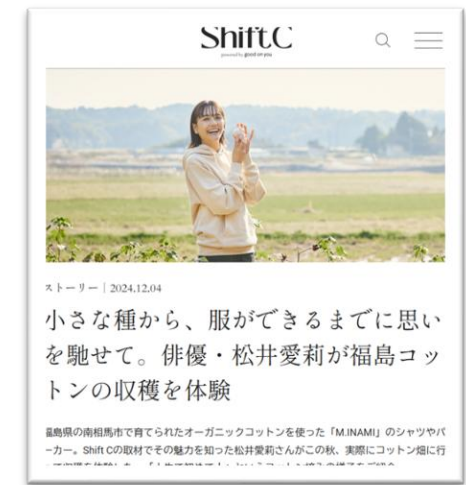 Shift C
powered by good on you
ストーリー｜2024.12.04
小さな種から、服ができるまでに思い
を馳せて。俳優・松井愛莉が福島コッ
トンの収穫を体験
福島県の南相馬市で育てられたオーガニックコットンを使った「M.INAMI」のシャツやパ
ーカー。Shift Cの取材でその魅力を知った松井愛莉さんがこの秋、実際にコットン畑に行